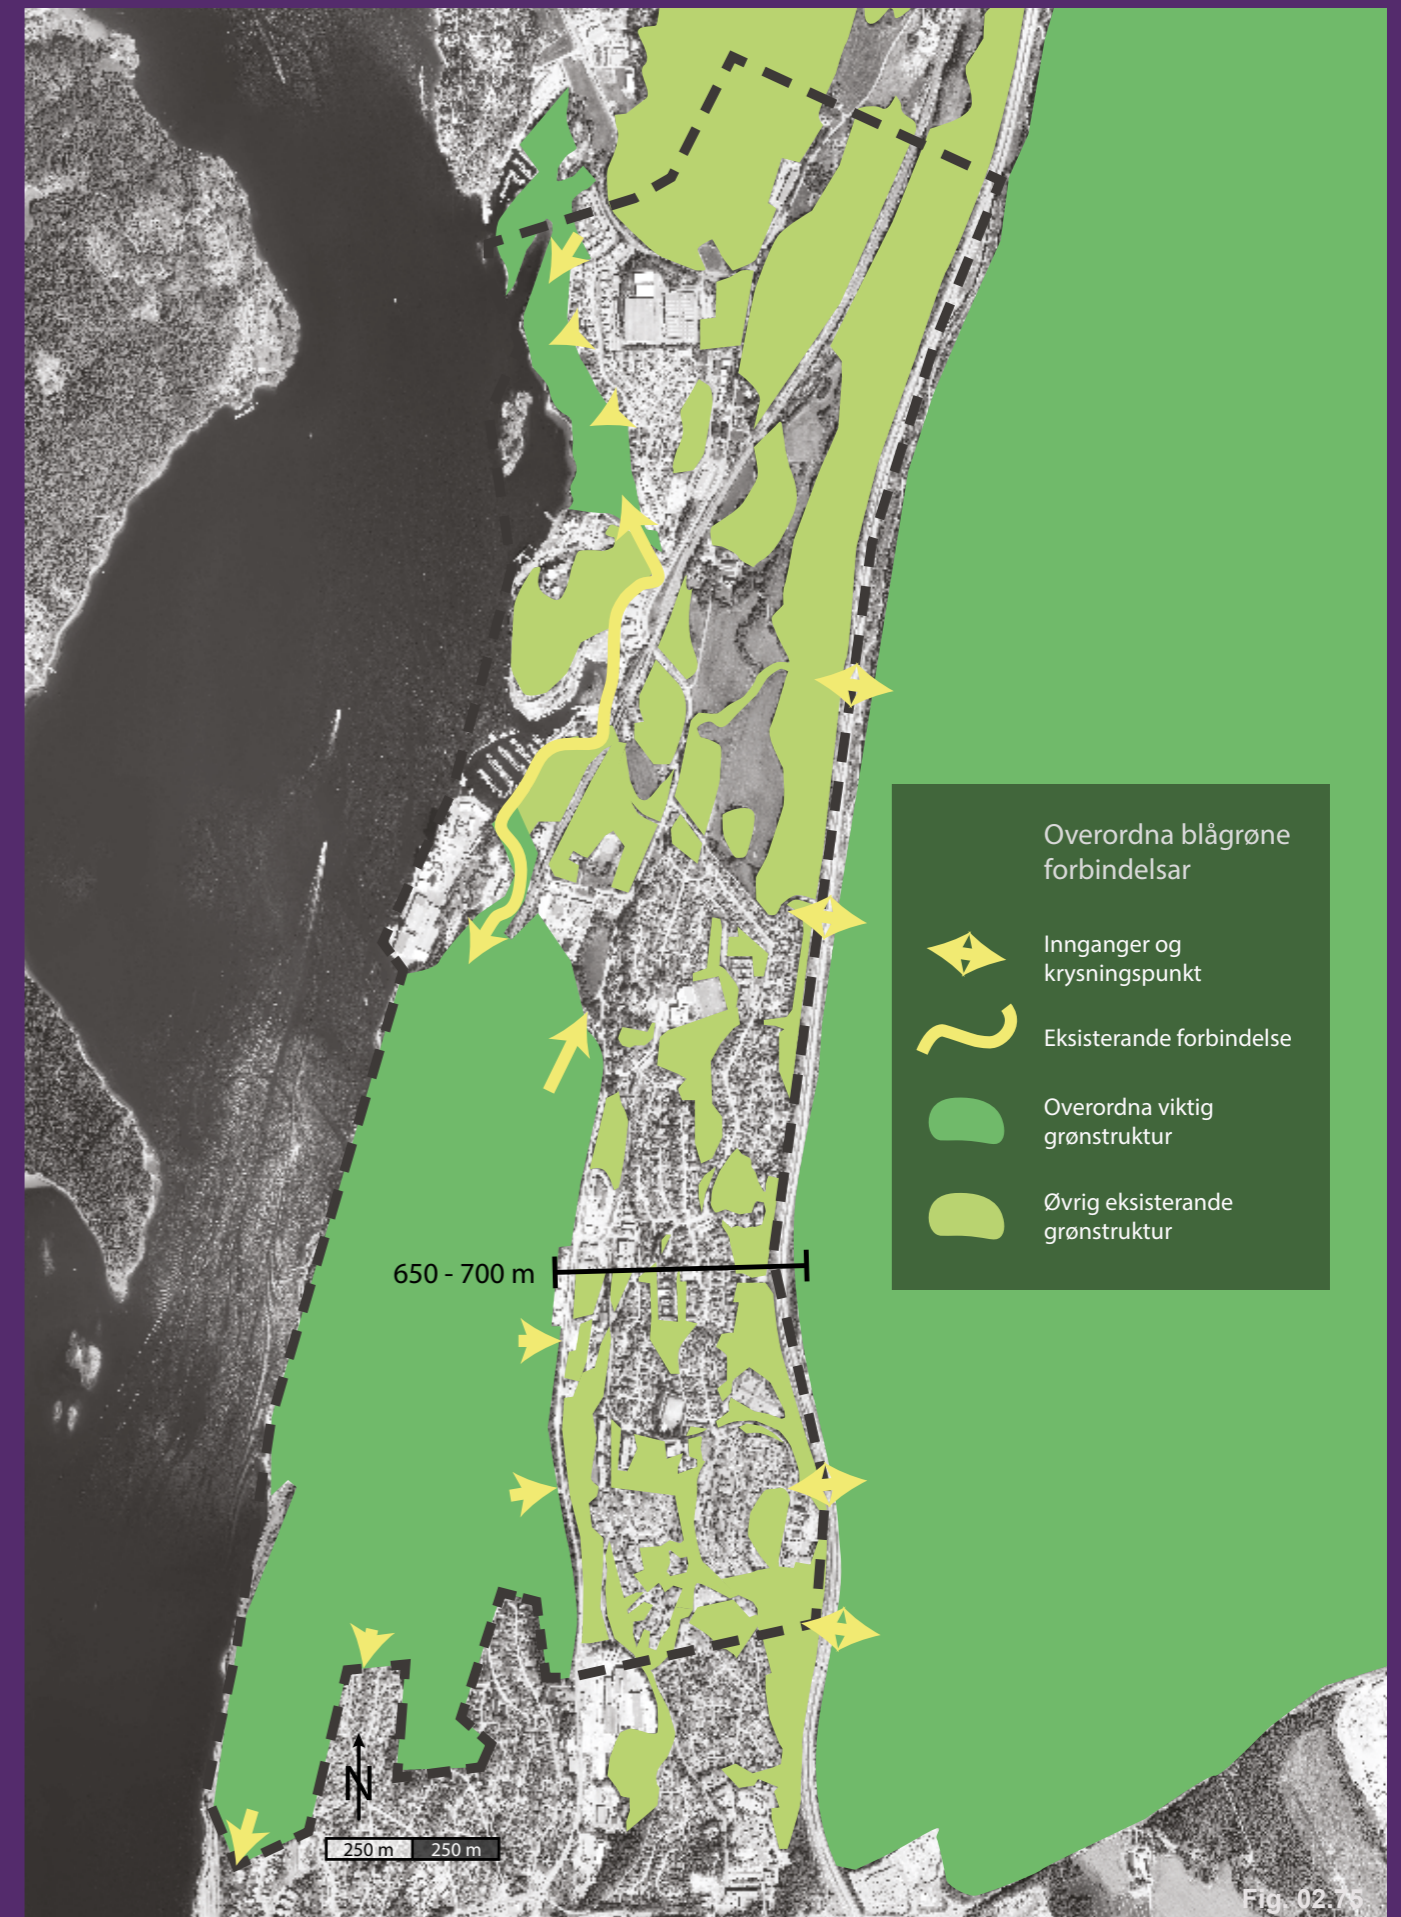 Overordna blågrøne
forbindelsar
Innganger og
krysningspunkt
Eksisterande forbindelse
Overordna viktig
grønstruktur
Øvrig eksisterande
grønstruktur
650 - 700 m
N
250 m 250 m
Fig. 02.75